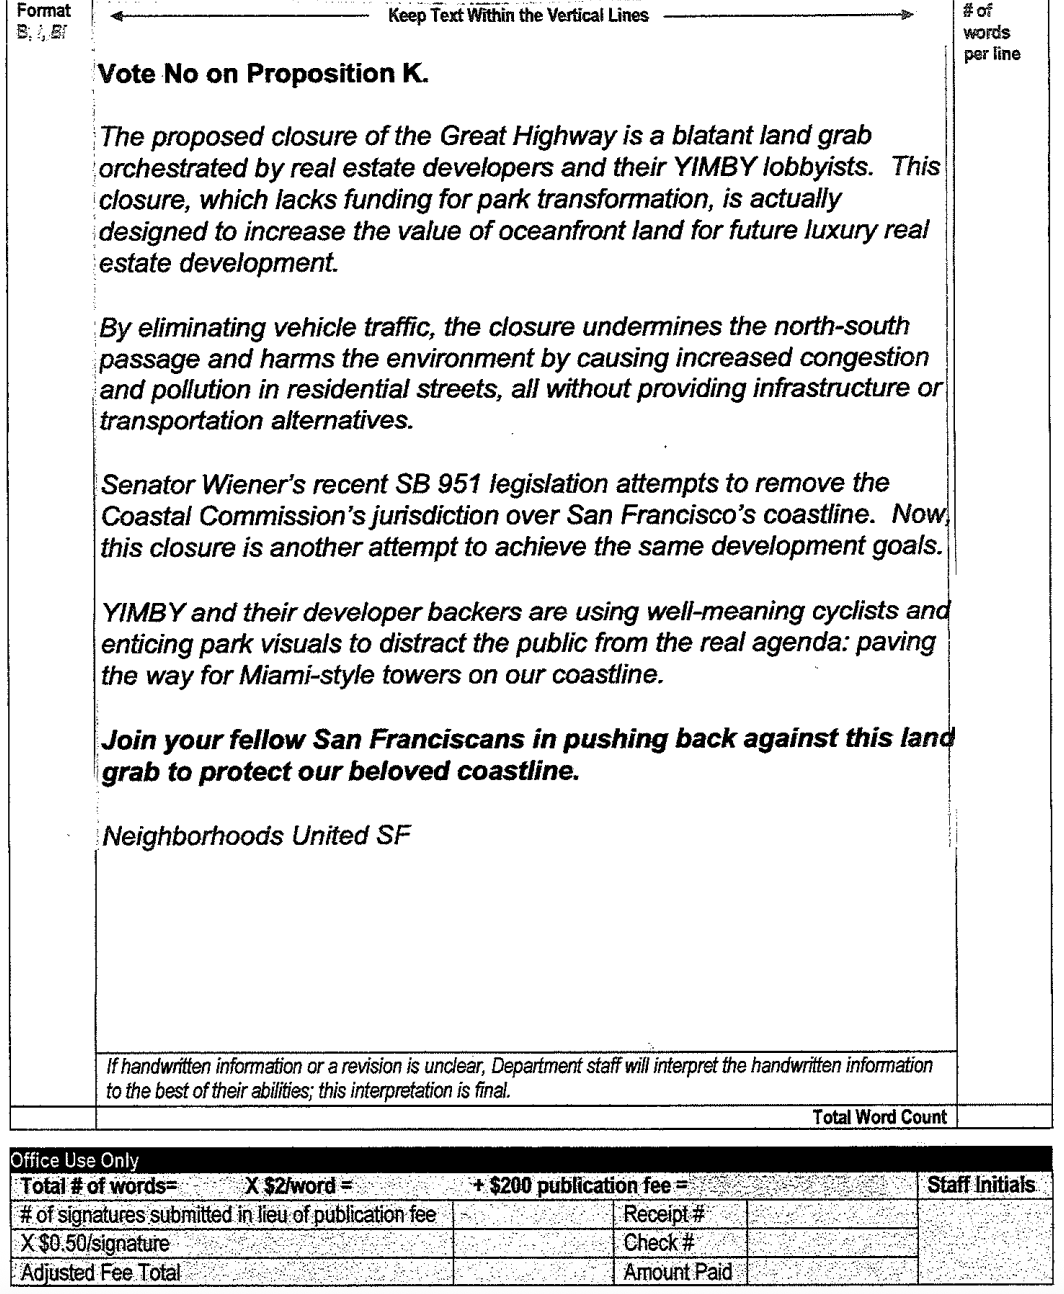 Format
B, I, BI
Keep Text Within the Vertical Lines
# of
words
per line
Vote No on Proposition K.
The proposed closure of the Great Highway is a blatant land grab
orchestrated by real estate developers and their YIMBY lobbyists. This
closure, which lacks funding for park transformation, is actually
designed to increase the value of oceanfront land for future luxury real
estate development.
By eliminating vehicle traffic, the closure undermines the north-south
passage and harms the environment by causing increased congestion
and pollution in residential streets, all without providing infrastructure or
transportation alternatives.
Senator Wiener's recent SB 951 legislation attempts to remove the
Coastal Commission's jurisdiction over San Francisco's coastline. Now,
this closure is another attempt to achieve the same development goals.
YIMBY and their developer backers are using well-meaning cyclists and
enticing park visuals to distract the public from the real agenda: paving
the way for Miami-style towers on our coastline.
Join your fellow San Franciscans in pushing back against this land
grab to protect our beloved coastline.
Neighborhoods United SF
If handwritten information or a revision is unclear, Department staff will interpret the handwritten information
to the best of their abilities; this interpretation is final.
Total Word Count
Office Use Only
Total # of words= X $2/word = + $200 publication fee = Staff Initials
# of signatures submitted in lieu of publication fee Receipt #
X $0.50/signature Check #
Adjusted Fee Total Amount Paid